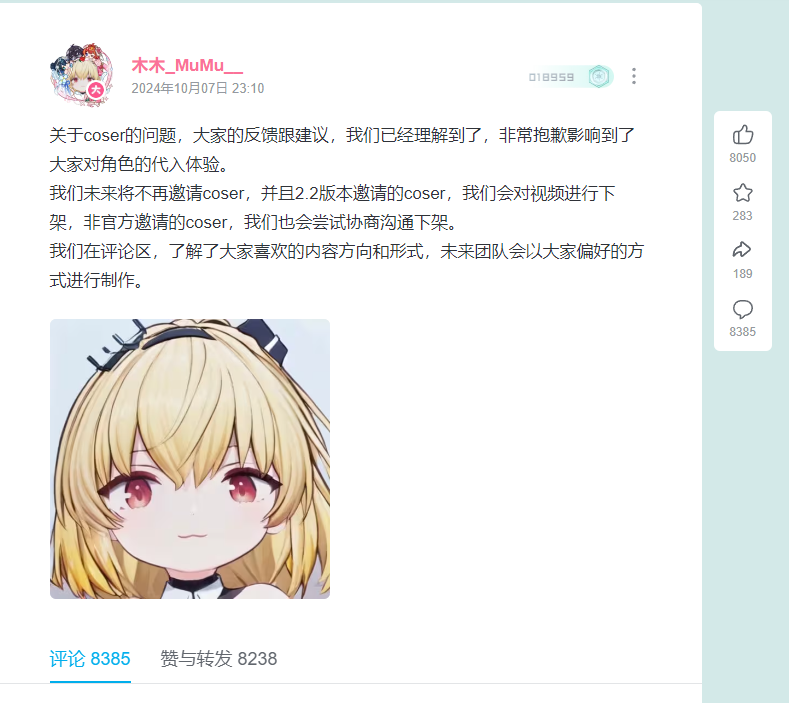 木木_MuMu__
2024年10月07日 23:10
018959
大
关于coser的问题，大家的反馈跟建议，我们已经理解到了，非常抱歉影响到了
大家对角色的代入体验。
我们未来将不再邀请coser，并且2.2版本邀请的coser，我们会对视频进行下
架，非官方邀请的coser，我们也会尝试协商沟通下架。
我们在评论区，了解了大家喜欢的内容方向和形式，未来团队会以大家偏好的方
式进行制作。
8050
283
189
8385
评论 8385
赞与转发 8238